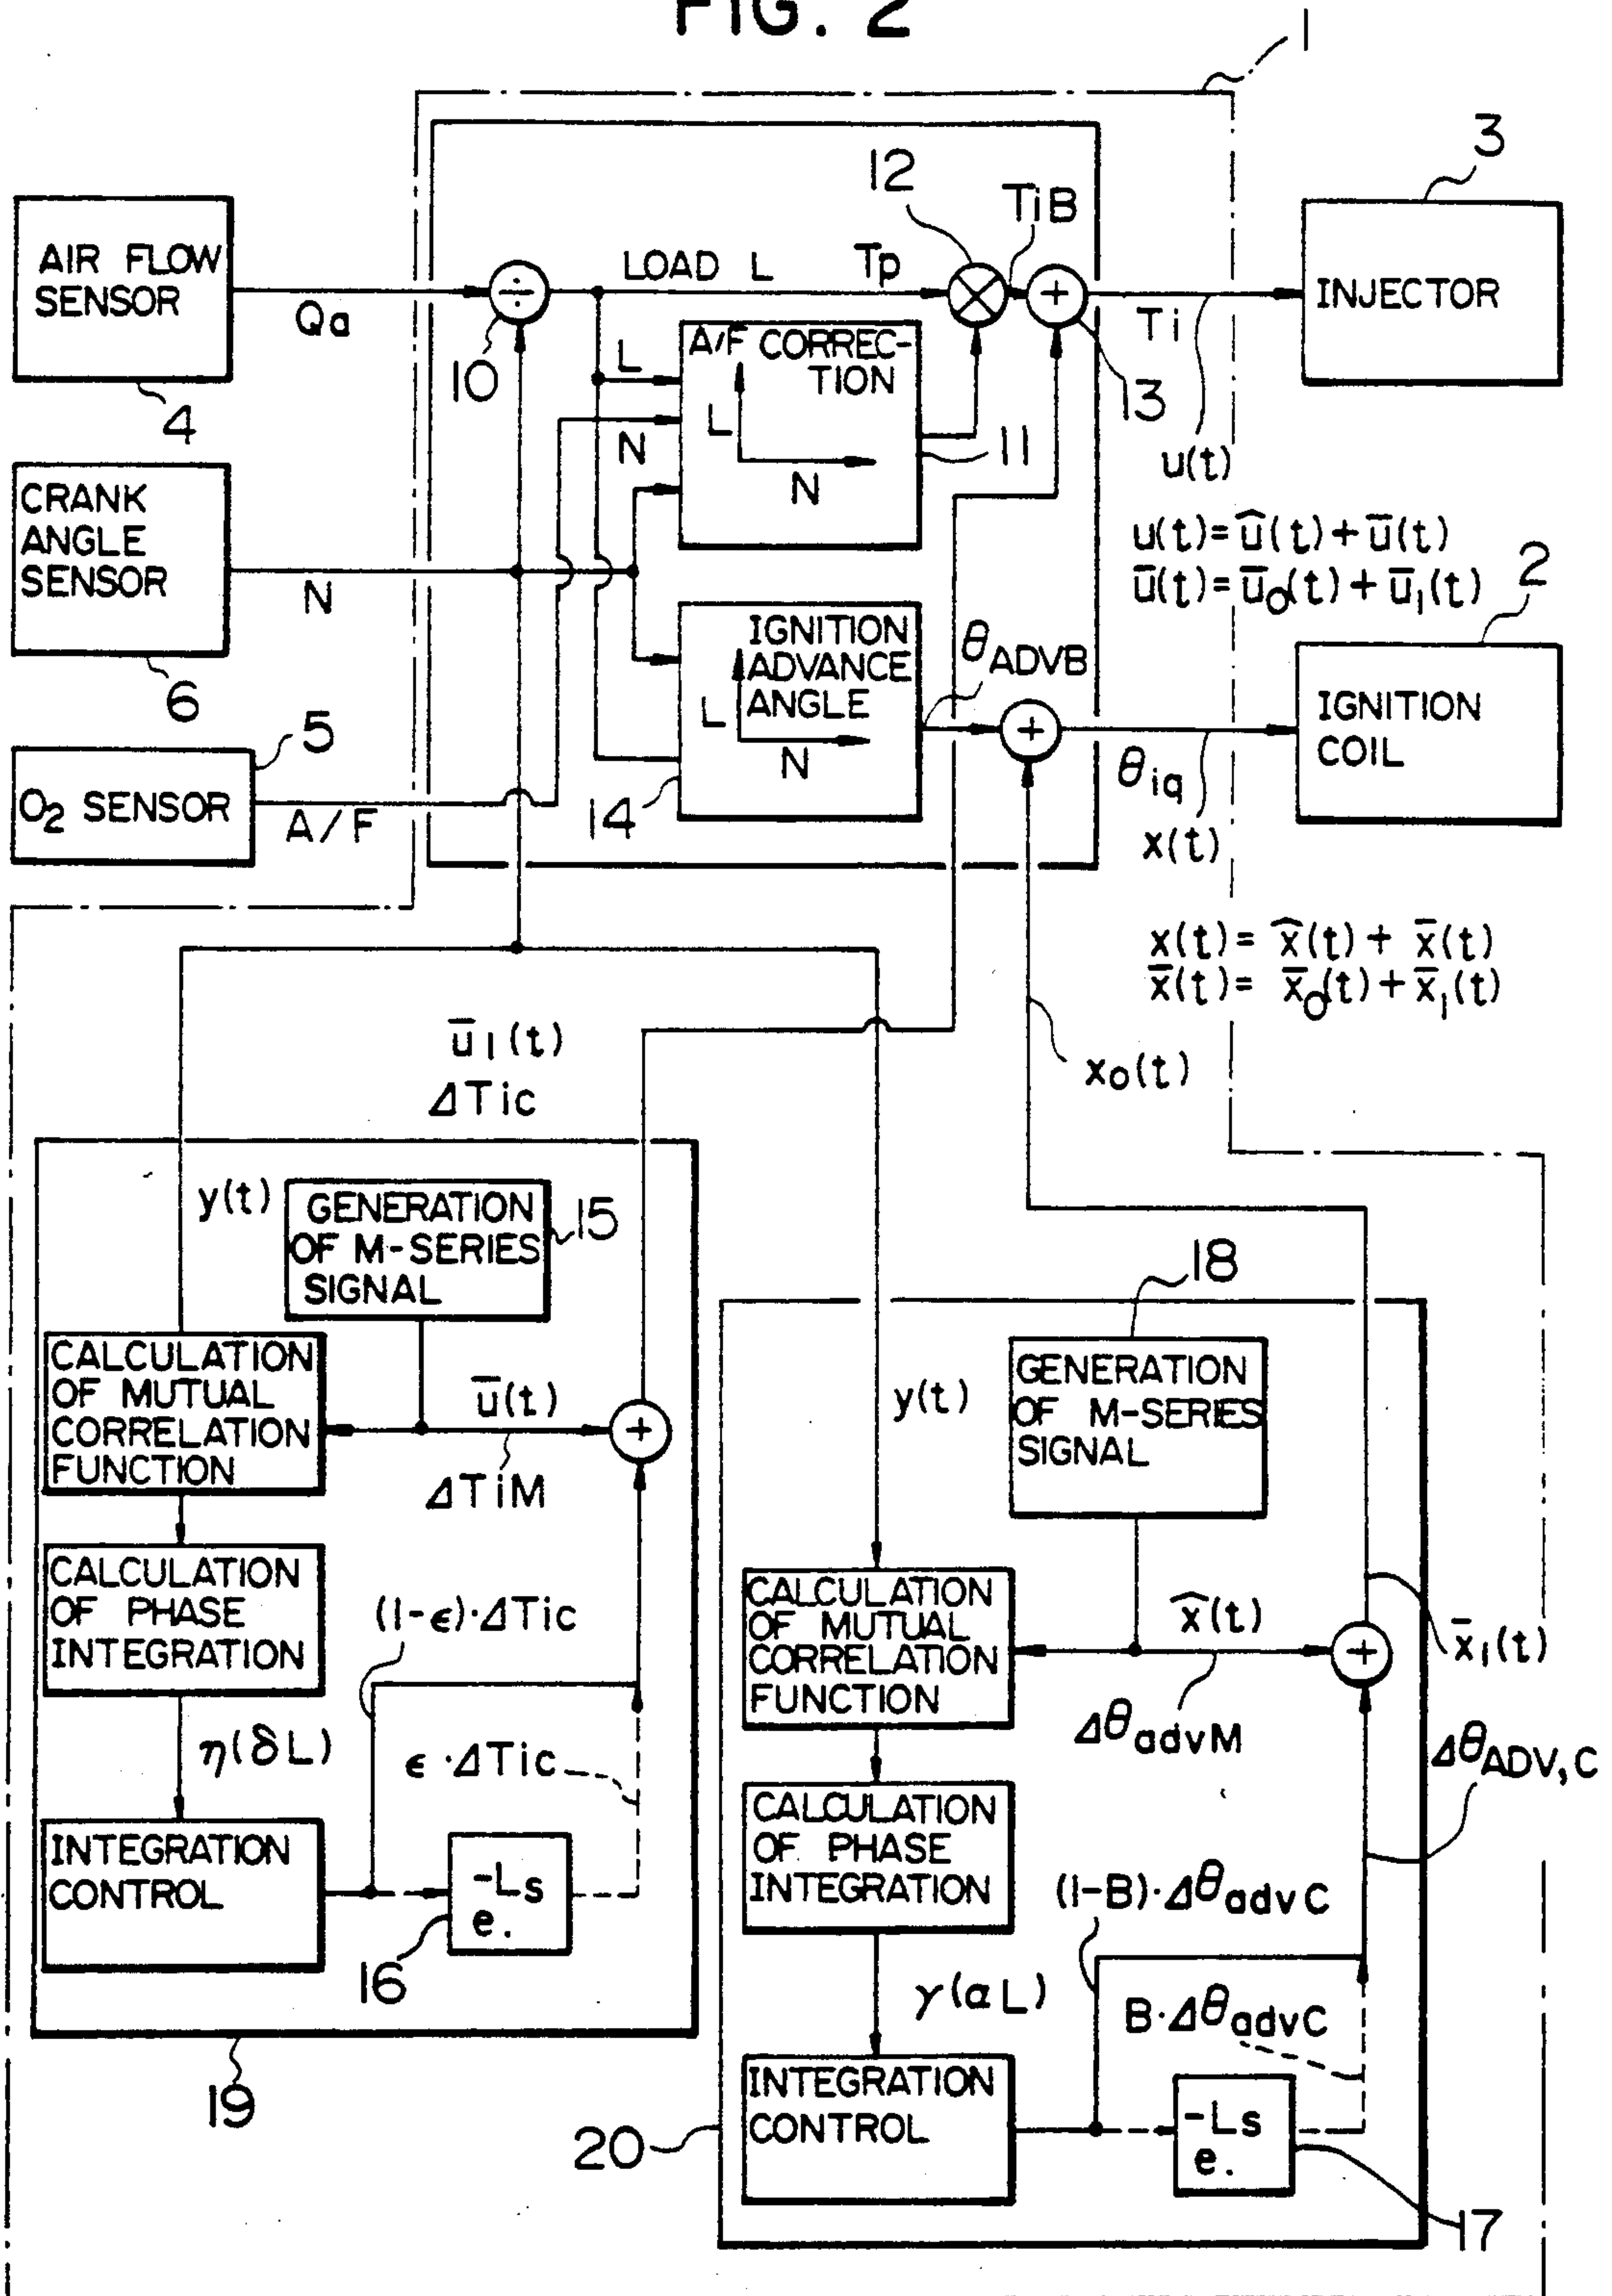 FIG. 2
1
3
12
TiB
AIR FLOW
SENSOR
Qa
÷
LOAD L
Tp
+
Ti
INJECTOR
4
10
L
A/F CORREC-
TION
L
N
N
11
13
u(t)
CRANK
ANGLE
SENSOR
N
6
u(t)=û(t)+u̅(t)
u̅(t)=u̅₀(t)+u̅₁(t)
2
IGNITION
ADVANCE
ANGLE
L
N
14
θADVB
+
θiq
x(t)
IGNITION
COIL
5
O₂ SENSOR
A/F
x(t)= x̂(t)+ x̅(t)
x̅(t)= x̅₀(t)+x̅₁(t)
u̅₁(t)
ΔTic
x₀(t)
y(t)
GENERATION
OF M-SERIES
SIGNAL
15
CALCULATION
OF MUTUAL
CORRELATION
FUNCTION
u̅(t)
ΔTiM
+
CALCULATION
OF PHASE
INTEGRATION
(1-ϵ)·ΔTic
η(δL)
ϵ·ΔTic
INTEGRATION
CONTROL
-Ls
e.
16
19
18
y(t)
GENERATION
OF M-SERIES
SIGNAL
CALCULATION
OF MUTUAL
CORRELATION
FUNCTION
x̂(t)
ΔθadvM
+
x̅₁(t)
ΔθADV,C
CALCULATION
OF PHASE
INTEGRATION
(1-B)·ΔθadvC
γ(αL)
B·ΔθadvC
INTEGRATION
CONTROL
-Ls
e.
20
17